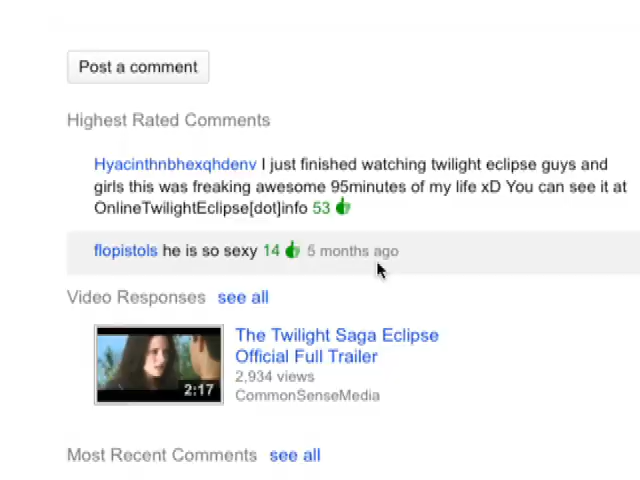 Post a comment
Highest Rated Comments
Hyacinthnbhexqhdenv I just finished watching twilight eclipse guys and
girls this was freaking awesome 95minutes of my life xD You can see it at
OnlineTwilightEclipse[dot]info 53
flopistols he is so sexy 14 5 months ago
Video Responses see all
The Twilight Saga Eclipse
Official Full Trailer
2:17
2,934 views
CommonSenseMedia
Most Recent Comments see all